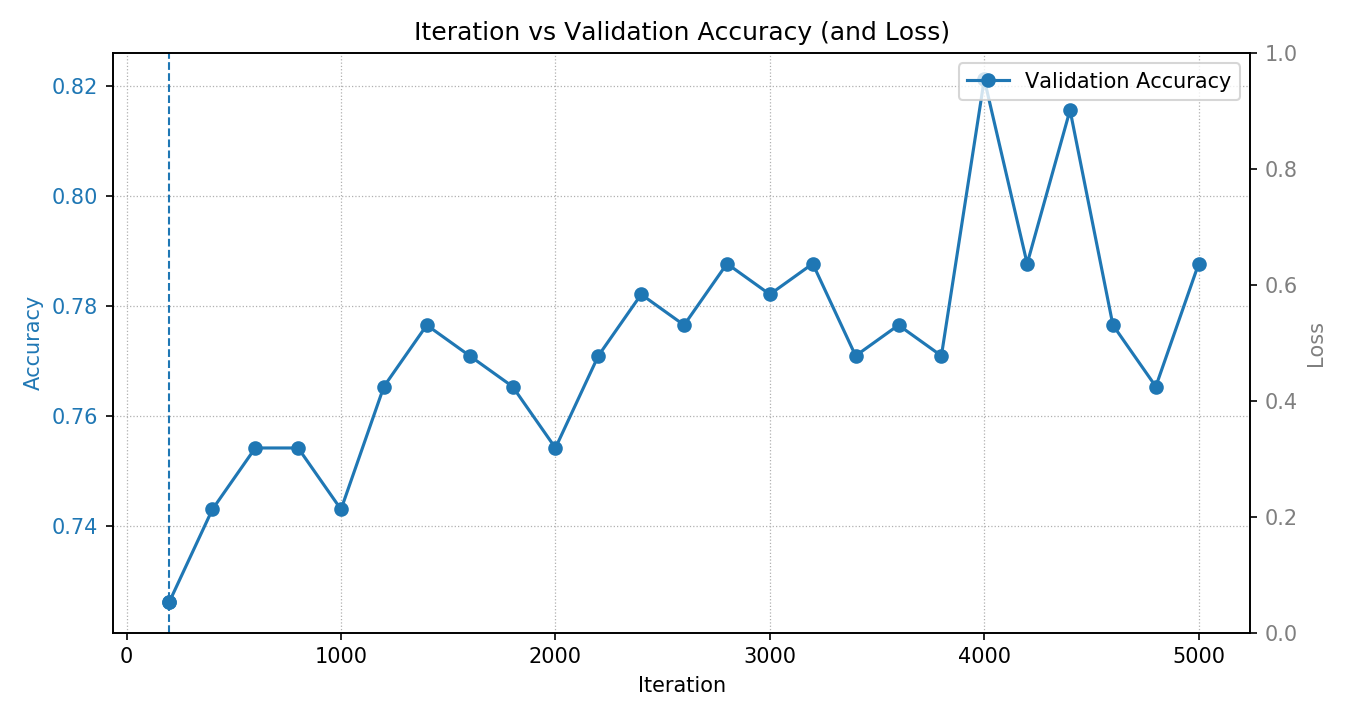 Iteration vs Validation Accuracy (and Loss)
Validation Accuracy
0.82
0.80
0.78
0.76
0.74
Accuracy
1.0
0.8
0.6
0.4
0.2
0.0
Loss
0 1000 2000 3000 4000 5000
Iteration